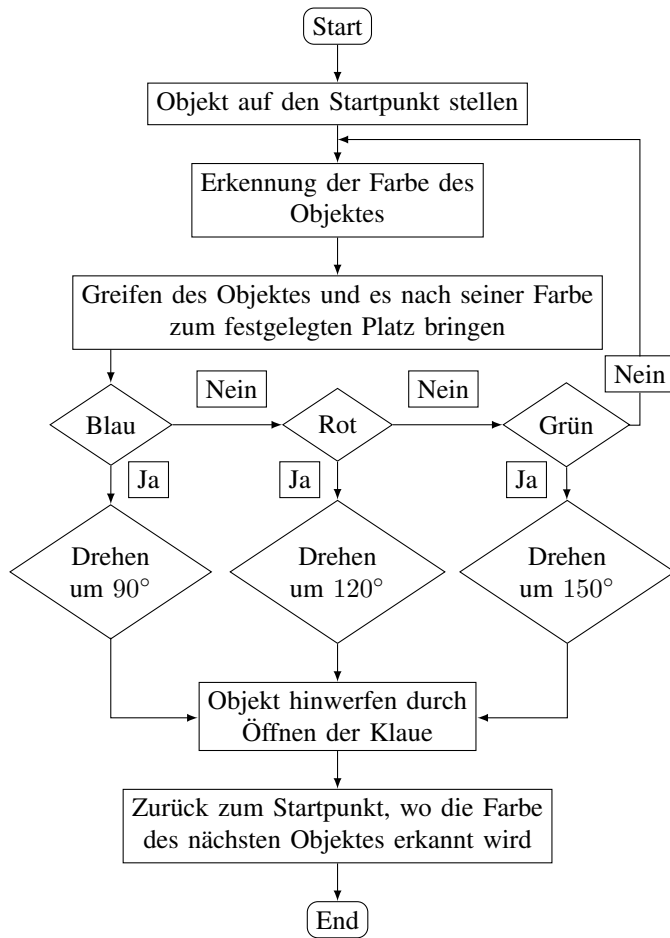 Start
Objekt auf den Startpunkt stellen
Erkennung der Farbe des
Objektes
Greifen des Objektes und es nach seiner Farbe
zum festgelegten Platz bringen
Nein
Nein
Nein
Blau
Rot
Grün
Ja
Ja
Ja
Drehen
um 90°
Drehen
um 120°
Drehen
um 150°
Objekt hinwerfen durch
Öffnen der Klaue
Zurück zum Startpunkt, wo die Farbe
des nächsten Objektes erkannt wird
End